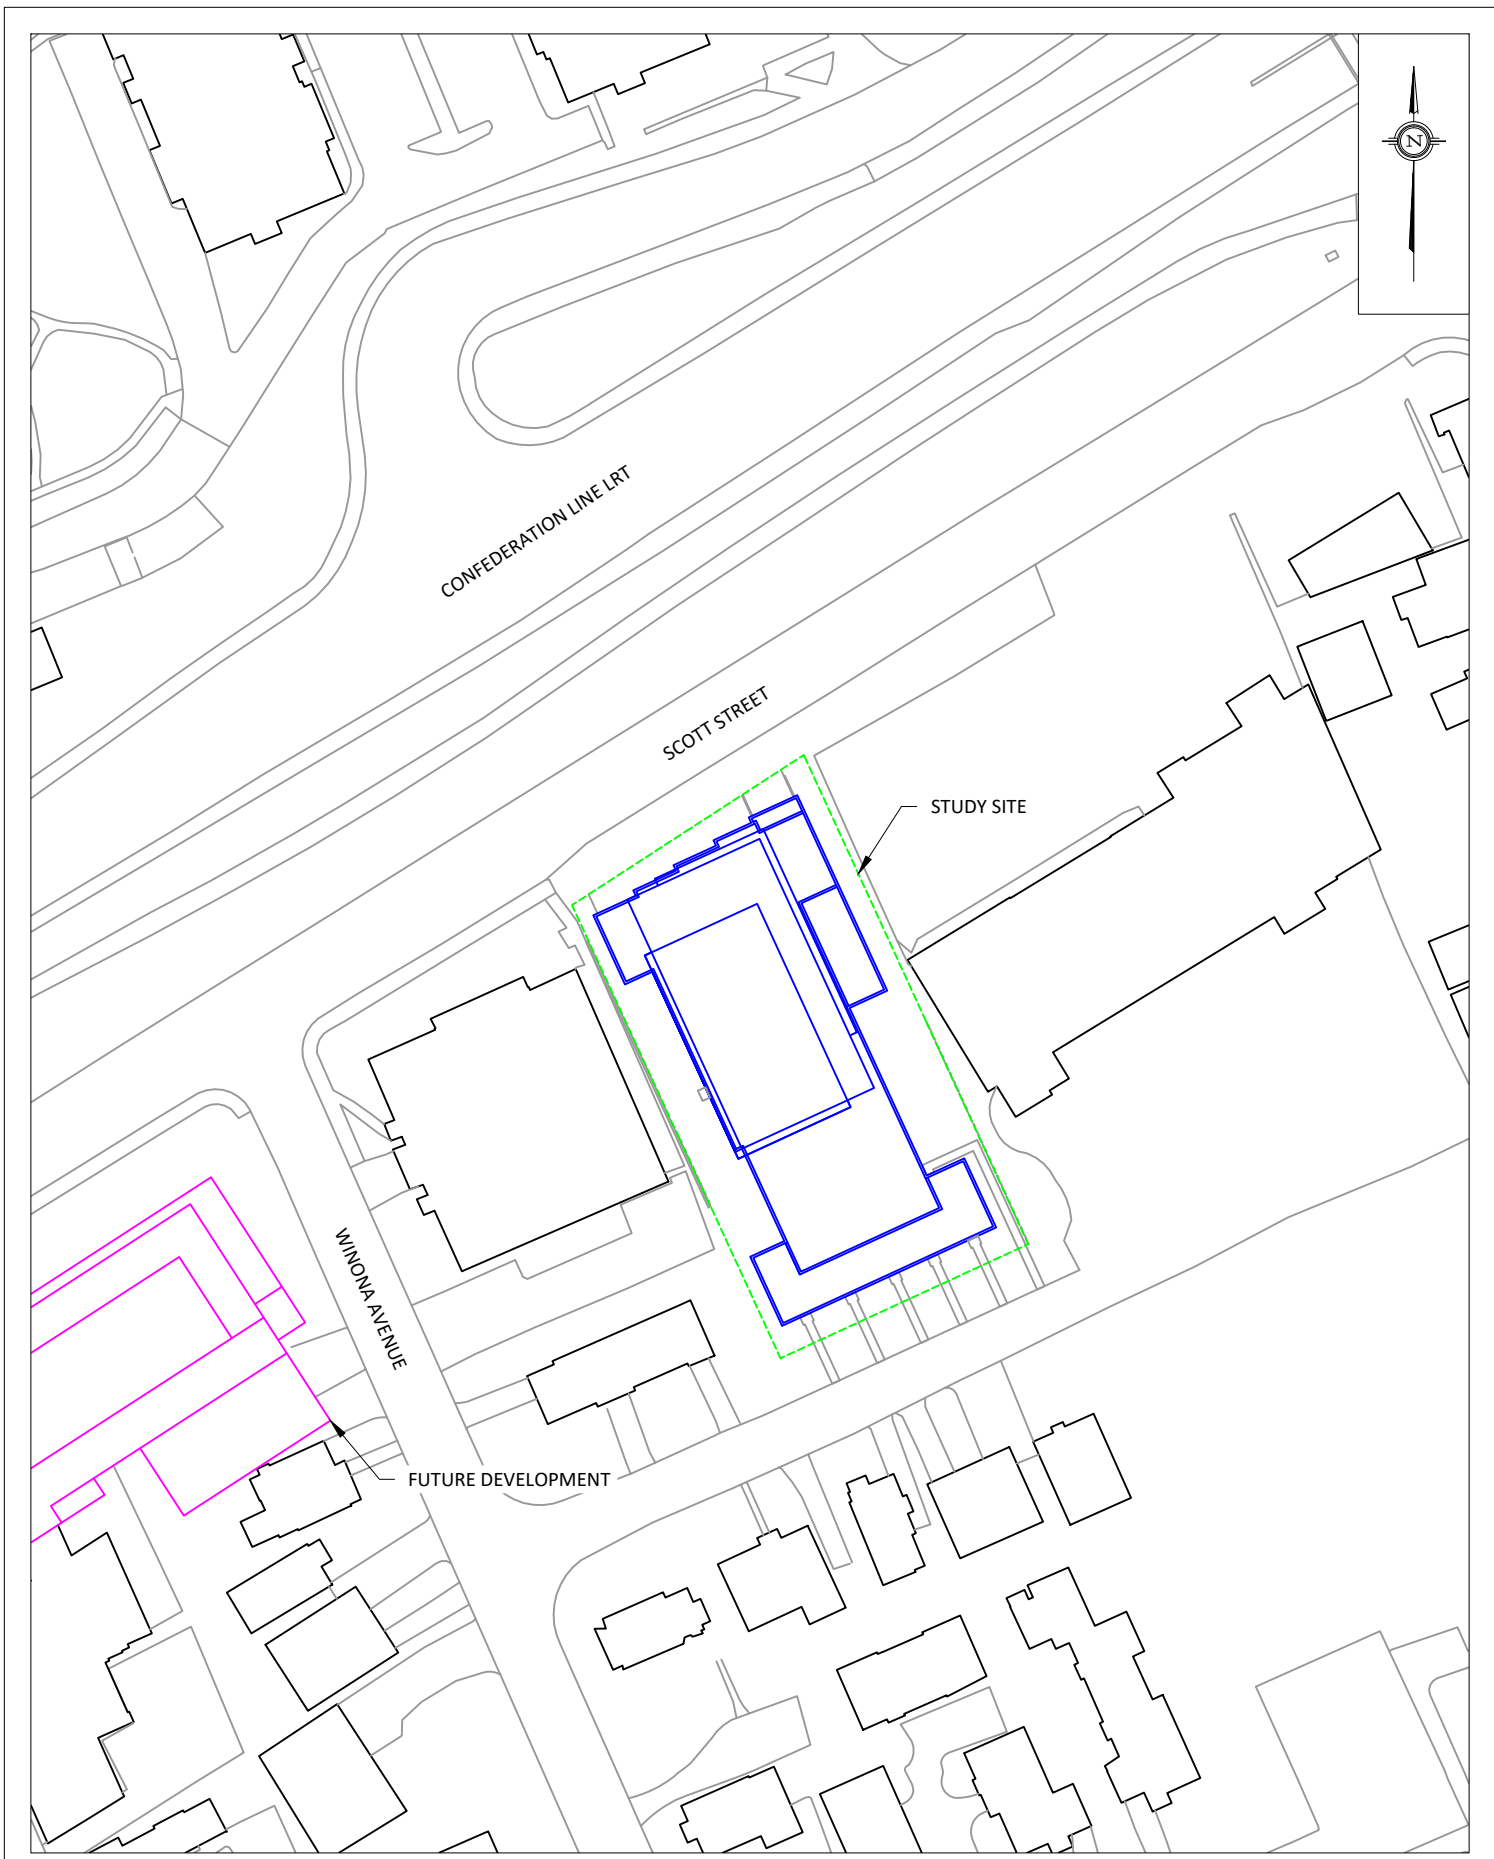 N
CONFEDERATION LINE LRT
SCOTT STREET
STUDY SITE
WINONA AVENUE
FUTURE DEVELOPMENT